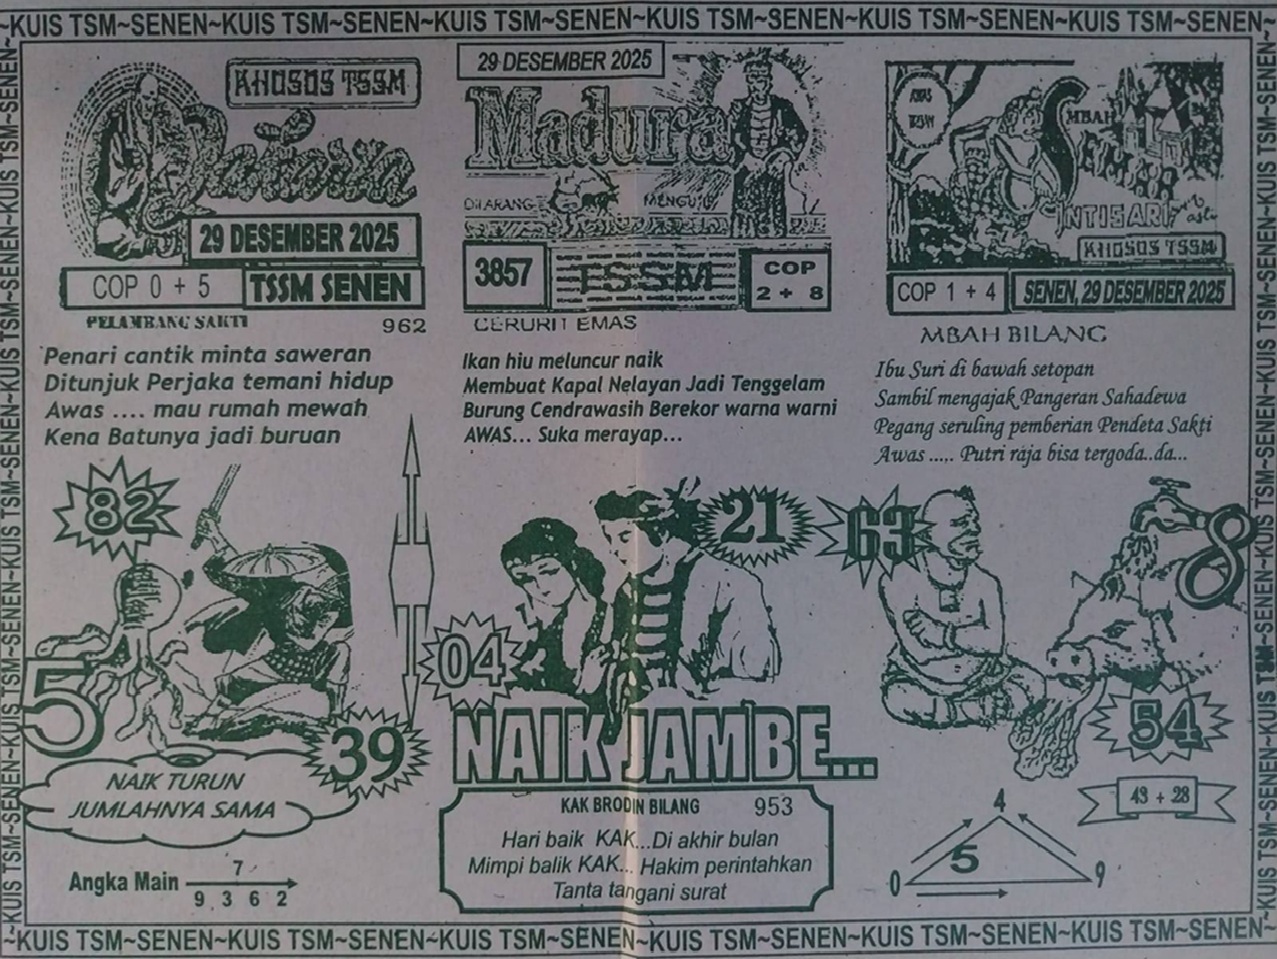 ~KUIS TSM~SENEN~KUIS TSM~SENEN~KUIS TSM~SENEN~KUIS TSM~SENEN~KUIS TSM~SENEN~KUIS TSM~SENEN~
KHUSUS TSSM
29 DESEMBER 2025
COP 0 + 5
TSSM SENEN
PELAMBANG SAKTI
962
Penari cantik minta saweran
Ditunjuk Perjaka temani hidup
Awas .... mau rumah mewah
Kena Batunya jadi buruan
82
5
39
NAIK TURUN
JUMLAHNYA SAMA
Angka Main
7
9 3 6 2
29 DESEMBER 2025
Madura
DILARANG
MENGUTIP
3857
TSSM
COP
2 + 8
CERURIT EMAS
Ikan hiu meluncur naik
Membuat Kapal Nelayan Jadi Tenggelam
Burung Cendrawasih Berekor warna warni
AWAS... Suka merayap...
21
04
NAIK JAMBE...
KAK BRODIN BILANG
953
Hari baik KAK...Di akhir bulan
Mimpi balik KAK... Hakim perintahkan
Tanta tangani surat
MBAH
SEMAR
INTISARI
KHUSUS TSSM
COP 1 + 4
SENEN, 29 DESEMBER 2025
MBAH BILANG
Ibu Suri di bawah setopan
Sambil mengajak Pangeran Sahadewa
Pegang seruling pemberian Pendeta Sakti
Awas ..... Putri raja bisa tergoda..da...
63
8
54
43 + 28
4
5
0
9
~KUIS TSM~SENEN~KUIS TSM~SENEN~KUIS TSM~SENEN~KUIS TSM~SENEN~KUIS TSM~SENEN~KUIS TSM~SENEN~